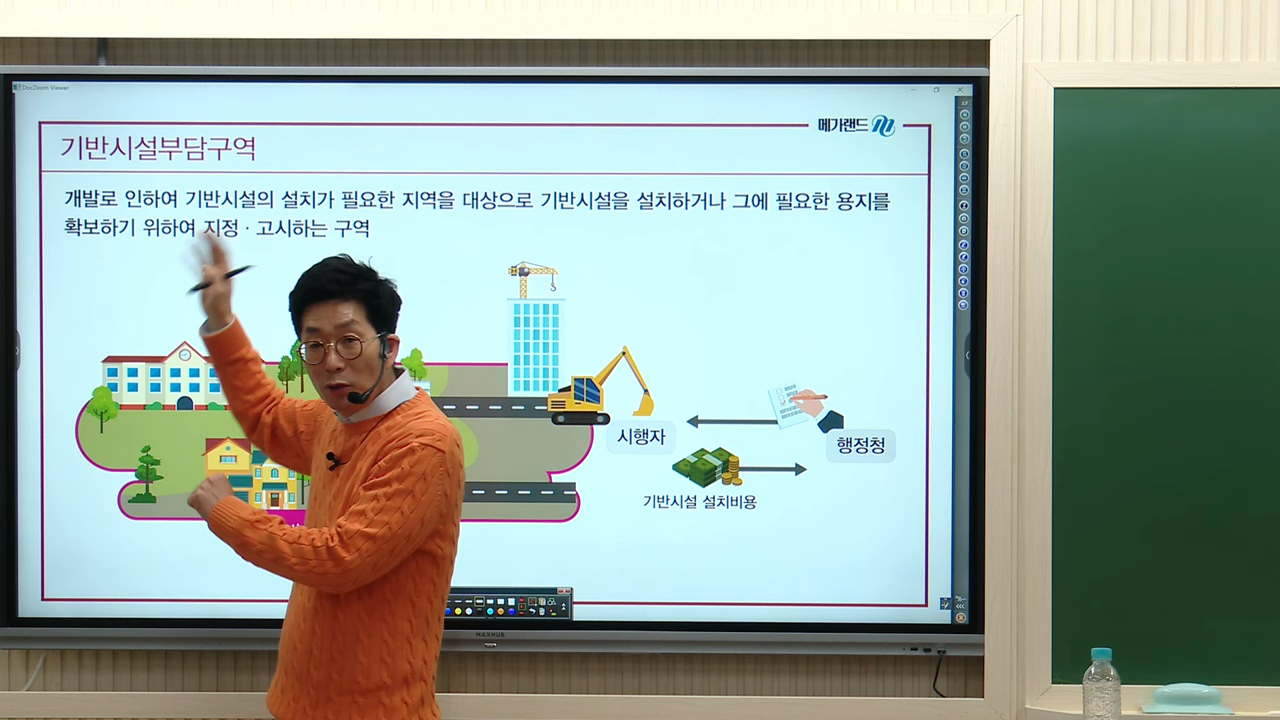 DocZoom Viewer
메가랜드
기반시설부담구역
개발로 인하여 기반시설의 설치가 필요한 지역을 대상으로 기반시설을 설치하거나 그에 필요한 용지를
확보하기 위하여 지정 · 고시하는 구역
시행자
행정청
기반시설 설치비용
MAXHUB